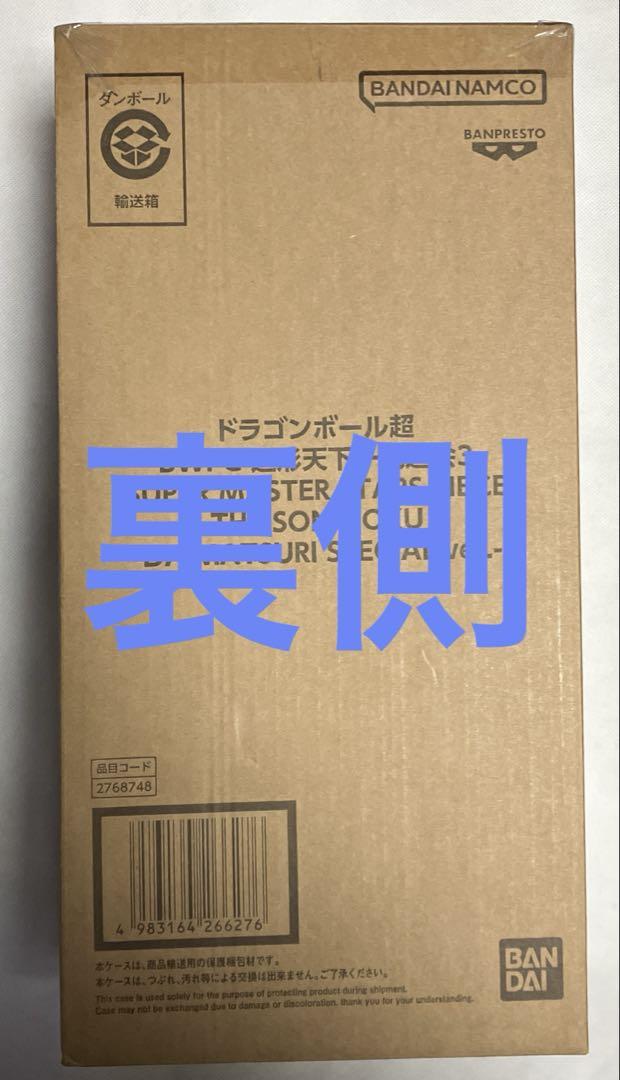 ダンボール
輸送箱
BANDAI NAMCO
BANPRESTO
ドラゴンボール超
裏側
品目コード
2768748
4 983164 266276
本ケースは、商品輸送用の保護梱包材です。
本ケースは、つぶれ、汚れ等による交換は出来ません。ご了承ください。
This case is used solely for the purpose of protecting product during shipment.
Case may not be exchanged due to damage or discoloration. thank you for your understanding.
BAN
DAI